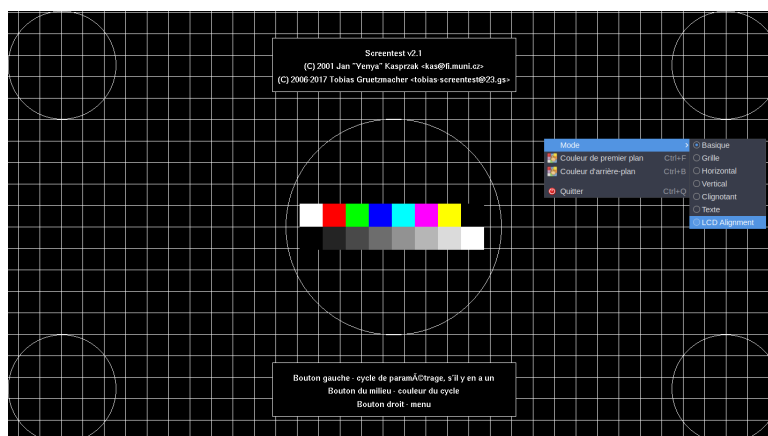 Screentest v2.1
(C) 2001 Jan "Yenya" Kasprzak <kas@fi.muni.cz>
(C) 2006-2017 Tobias Gruetzmacher <tobias-screentest@23.gs>
Mode
Couleur de premier plan Ctrl+F
Couleur d'arrière-plan Ctrl+B
Quitter Ctrl+Q
Basique
Grille
Horizontal
Vertical
Clignotant
Texte
LCD Alignment
Bouton gauche - cycle de paramÃ©trage, s'il y en a un
Bouton du milieu - couleur du cycle
Bouton droit - menu